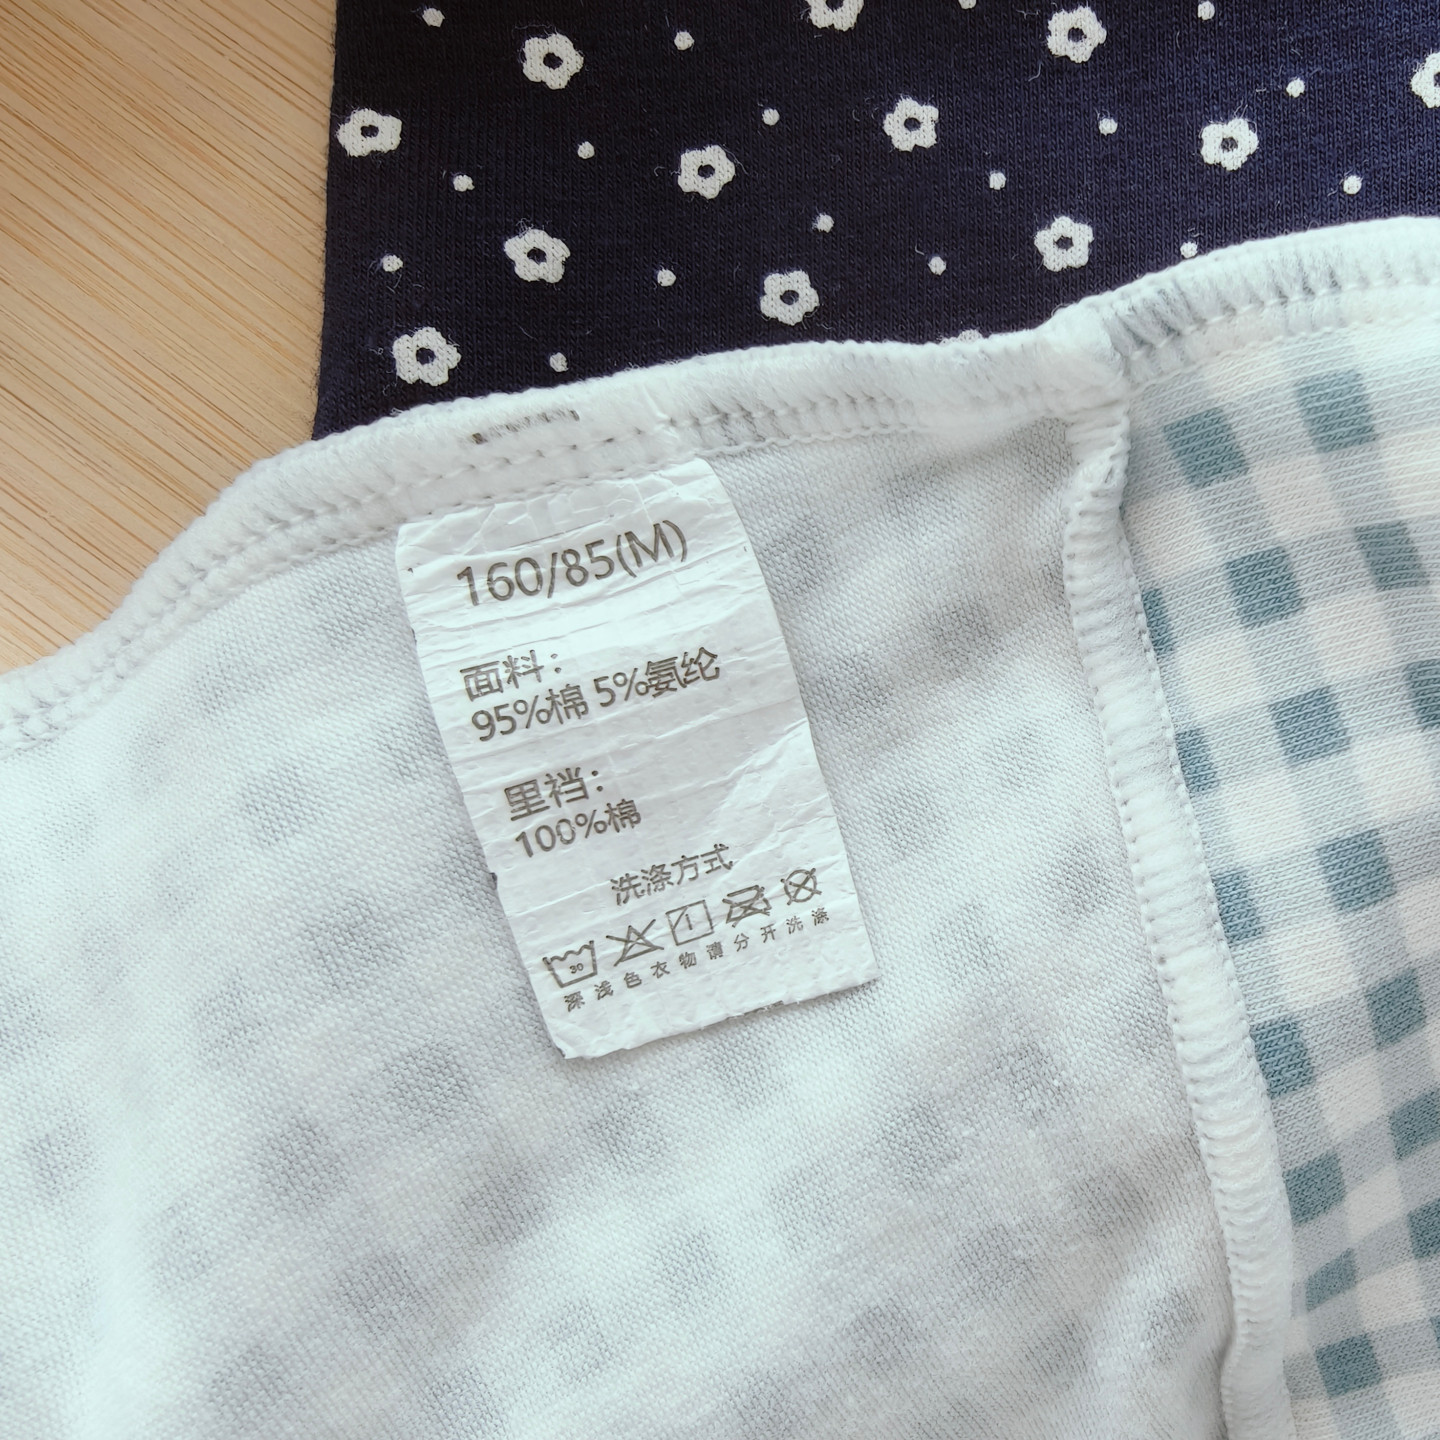 160/85(M)
面料：
95%棉 5%氨纶
里裆：
100%棉
洗涤方式
30
深浅色衣物请分开洗涤